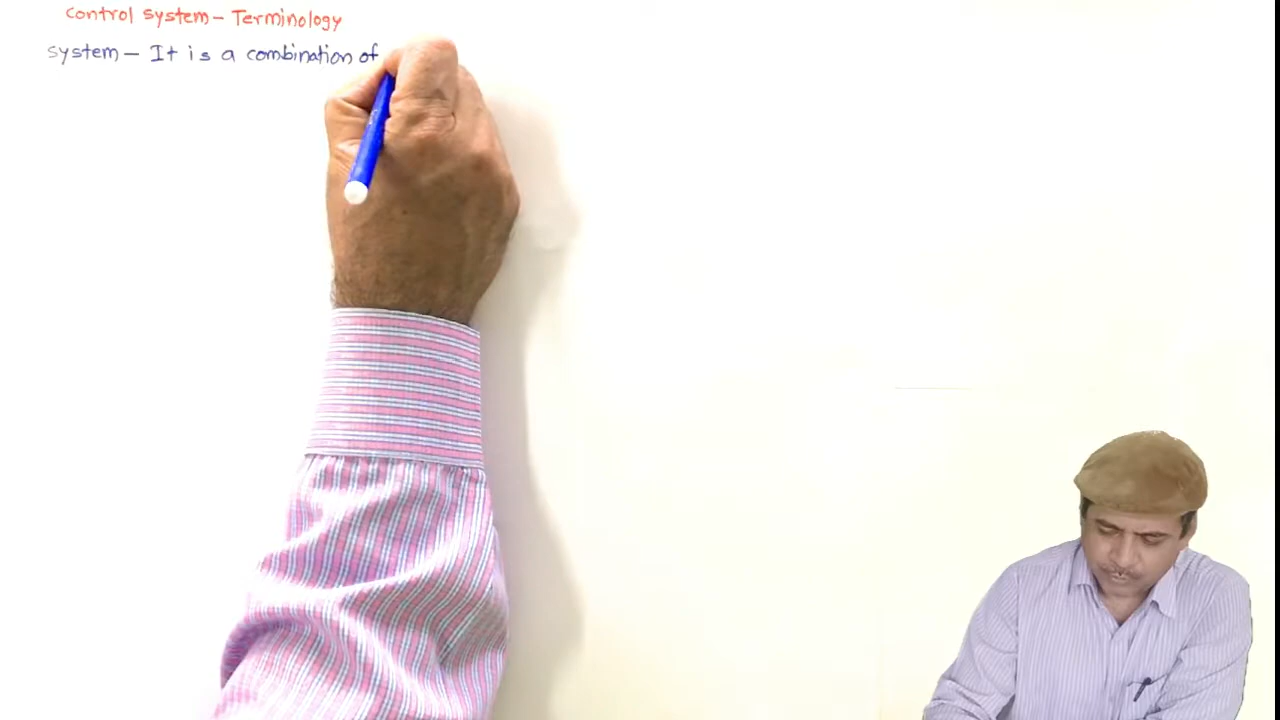 Control system - Terminology
system - It is a combination of